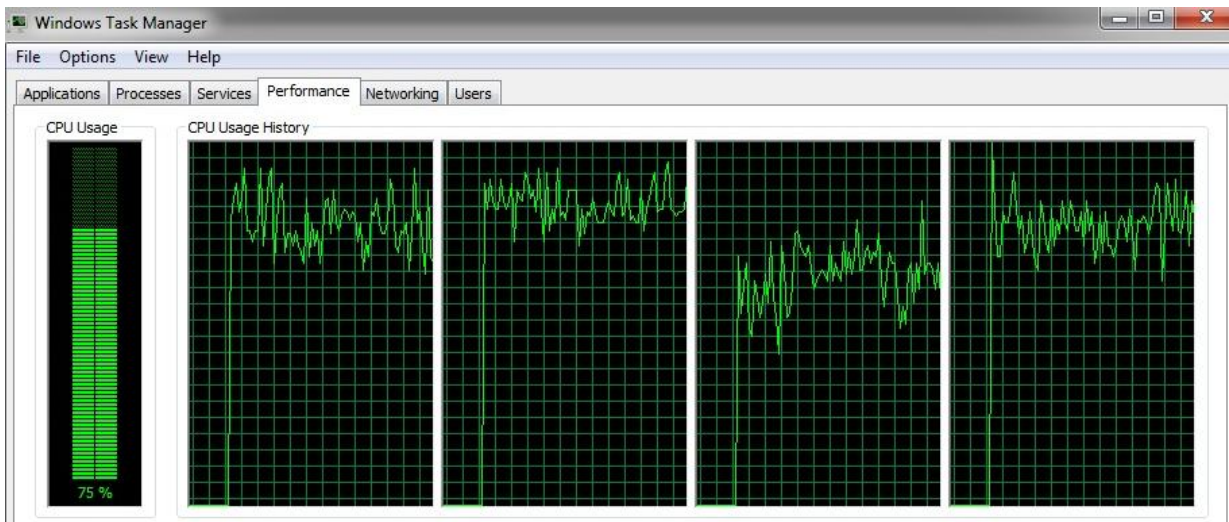 Windows Task Manager
File Options View Help
Applications Processes Services Performance Networking Users
CPU Usage CPU Usage History
75 %